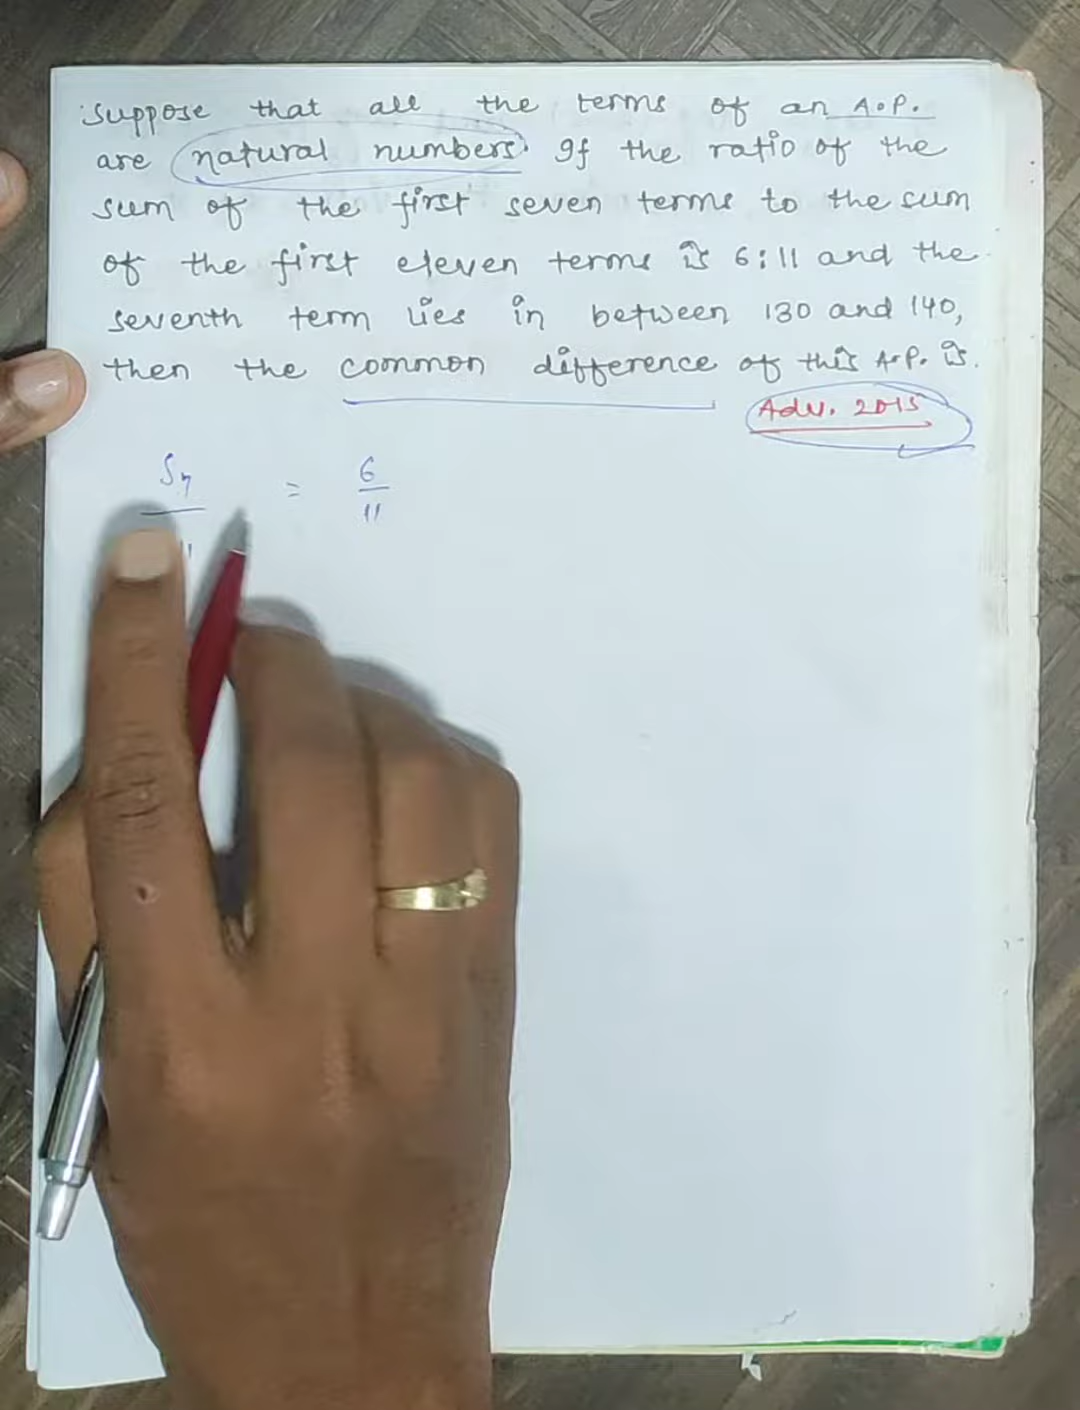 suppose that all the terms of an A.P.
are natural numbers. If the ratio of the
sum of the first seven terms to the sum
of the first eleven terms is 6:11 and the
seventh term lies in between 130 and 140,
then the common difference of this A.P. is.
Adv. 2015
S7 = 6
11